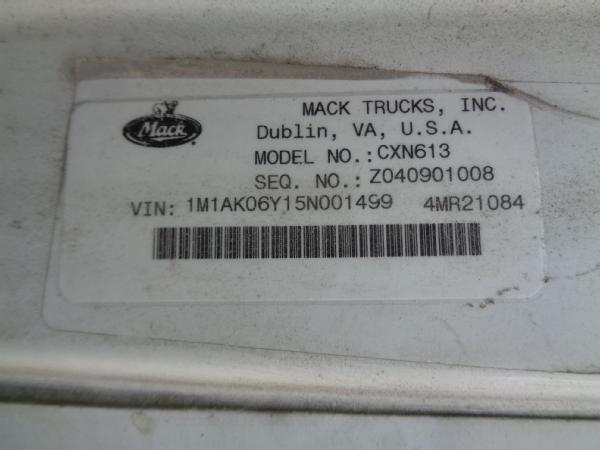 Mack
MACK TRUCKS, INC.
Dublin, VA, U.S.A.
MODEL NO.: CXN613
SEQ. NO.: Z040901008
VIN: 1M1AK06Y15N001499 4MR21084